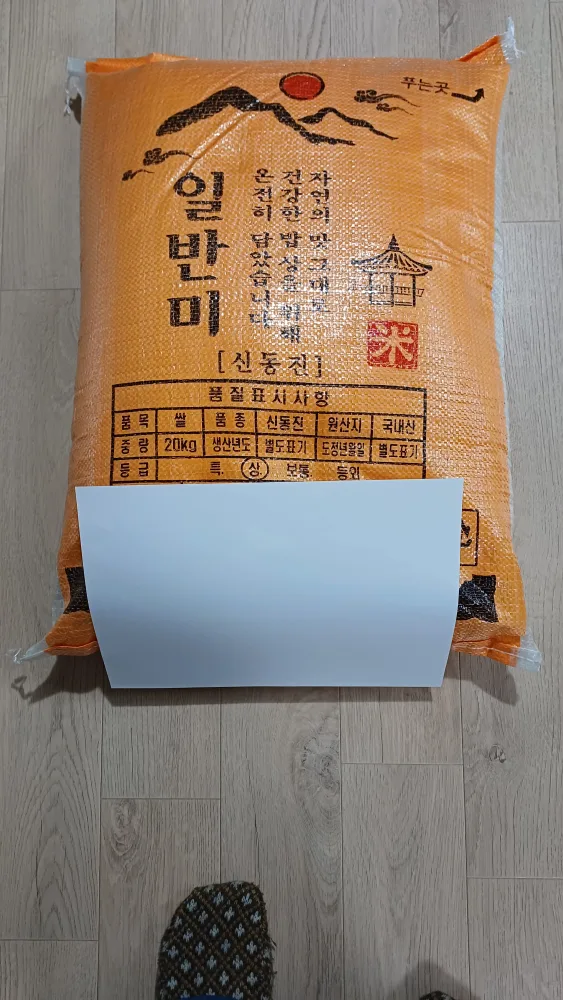 푸는곳
일반미
자연의 맛 그대로
건강한 밥상을 위해
온전히 담았습니다
米
[신동진]
품질표시사항
품목 쌀 품종 신동진 원산지 국내산
중량 20kg 생산년도 별도표기 도정년월일 별도표기
등급 특 상 보통 등외